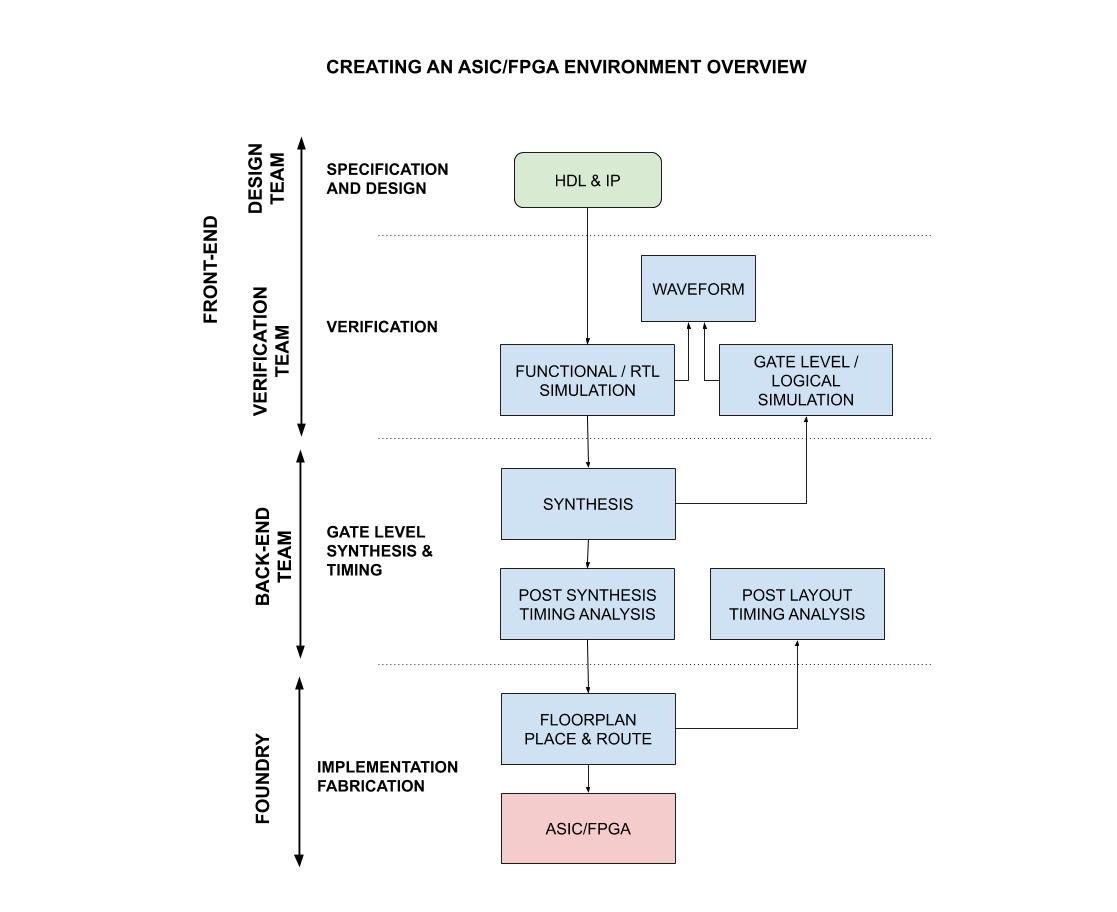 CREATING AN ASIC/FPGA ENVIRONMENT OVERVIEW
FRONT-END
DESIGN
TEAM
SPECIFICATION
AND DESIGN
HDL & IP
VERIFICATION
TEAM
VERIFICATION
WAVEFORM
FUNCTIONAL / RTL
SIMULATION
GATE LEVEL /
LOGICAL
SIMULATION
BACK-END
TEAM
GATE LEVEL
SYNTHESIS &
TIMING
SYNTHESIS
POST SYNTHESIS
TIMING ANALYSIS
POST LAYOUT
TIMING ANALYSIS
FOUNDRY
IMPLEMENTATION
FABRICATION
FLOORPLAN
PLACE & ROUTE
ASIC/FPGA